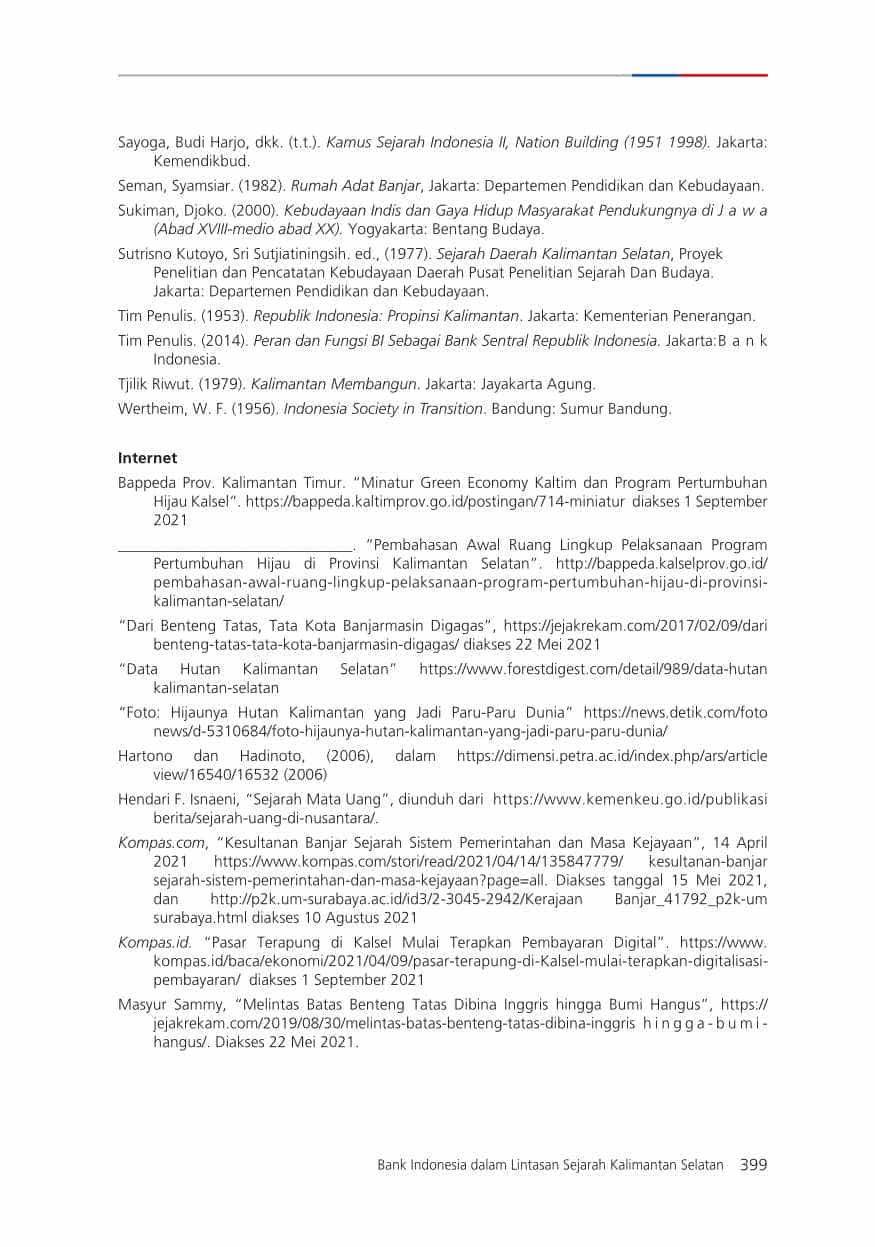 Sayoga, Budi Harjo, dkk. (t.t.). Kamus Sejarah Indonesia II, Nation Building (1951 1998). Jakarta:
Kemendikbud.
Seman, Syamsiar. (1982). Rumah Adat Banjar, Jakarta: Departemen Pendidikan dan Kebudayaan.
Sukiman, Djoko. (2000). Kebudayaan Indis dan Gaya Hidup Masyarakat Pendukungnya di J a w a
(Abad XVIII-medio abad XX). Yogyakarta: Bentang Budaya.
Sutrisno Kutoyo, Sri Sutjiatiningsih. ed., (1977). Sejarah Daerah Kalimantan Selatan, Proyek
Penelitian dan Pencatatan Kebudayaan Daerah Pusat Penelitian Sejarah Dan Budaya.
Jakarta: Departemen Pendidikan dan Kebudayaan.
Tim Penulis. (1953). Republik Indonesia: Propinsi Kalimantan. Jakarta: Kementerian Penerangan.
Tim Penulis. (2014). Peran dan Fungsi BI Sebagai Bank Sentral Republik Indonesia. Jakarta:B a n k
Indonesia.
Tjilik Riwut. (1979). Kalimantan Membangun. Jakarta: Jayakarta Agung.
Wertheim, W. F. (1956). Indonesia Society in Transition. Bandung: Sumur Bandung.
Internet
Bappeda Prov. Kalimantan Timur. “Minatur Green Economy Kaltim dan Program Pertumbuhan
Hijau Kalsel”. https://bappeda.kaltimprov.go.id/postingan/714-miniatur diakses 1 September
2021
______________________________. “Pembahasan Awal Ruang Lingkup Pelaksanaan Program
Pertumbuhan Hijau di Provinsi Kalimantan Selatan”. http://bappeda.kalselprov.go.id/
pembahasan-awal-ruang-lingkup-pelaksanaan-program-pertumbuhan-hijau-di-provinsi-
kalimantan-selatan/
“Dari Benteng Tatas, Tata Kota Banjarmasin Digagas”, https://jejakrekam.com/2017/02/09/dari
benteng-tatas-tata-kota-banjarmasin-digagas/ diakses 22 Mei 2021
“Data Hutan Kalimantan Selatan” https://www.forestdigest.com/detail/989/data-hutan
kalimantan-selatan
“Foto: Hijaunya Hutan Kalimantan yang Jadi Paru-Paru Dunia” https://news.detik.com/foto
news/d-5310684/foto-hijaunya-hutan-kalimantan-yang-jadi-paru-paru-dunia/
Hartono dan Hadinoto, (2006), dalam https://dimensi.petra.ac.id/index.php/ars/article
view/16540/16532 (2006)
Hendari F. Isnaeni, “Sejarah Mata Uang”, diunduh dari https://www.kemenkeu.go.id/publikasi
berita/sejarah-uang-di-nusantara/.
Kompas.com, “Kesultanan Banjar Sejarah Sistem Pemerintahan dan Masa Kejayaan”, 14 April
2021 https://www.kompas.com/stori/read/2021/04/14/135847779/ kesultanan-banjar
sejarah-sistem-pemerintahan-dan-masa-kejayaan?page=all. Diakses tanggal 15 Mei 2021,
dan http://p2k.um-surabaya.ac.id/id3/2-3045-2942/Kerajaan Banjar_41792_p2k-um
surabaya.html diakses 10 Agustus 2021
Kompas.id. “Pasar Terapung di Kalsel Mulai Terapkan Pembayaran Digital”. https://www.
kompas.id/baca/ekonomi/2021/04/09/pasar-terapung-di-Kalsel-mulai-terapkan-digitalisasi-
pembayaran/ diakses 1 September 2021
Masyur Sammy, “Melintas Batas Benteng Tatas Dibina Inggris hingga Bumi Hangus”, https://
jejakrekam.com/2019/08/30/melintas-batas-benteng-tatas-dibina-inggris h i n g g a - b u m i -
hangus/. Diakses 22 Mei 2021.
Bank Indonesia dalam Lintasan Sejarah Kalimantan Selatan 399